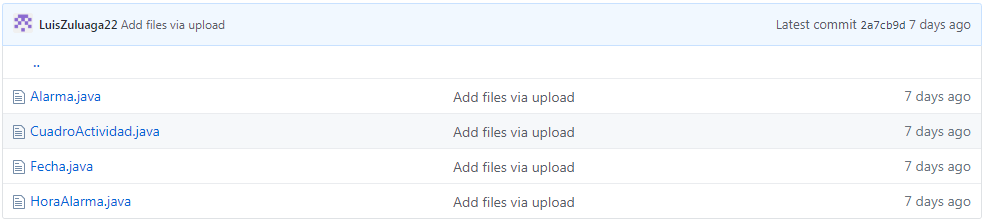 LuisZuluaga22 Add files via upload Latest commit 2a7cb9d 7 days ago
..
Alarma.java Add files via upload 7 days ago
CuadroActividad.java Add files via upload 7 days ago
Fecha.java Add files via upload 7 days ago
HoraAlarma.java Add files via upload 7 days ago